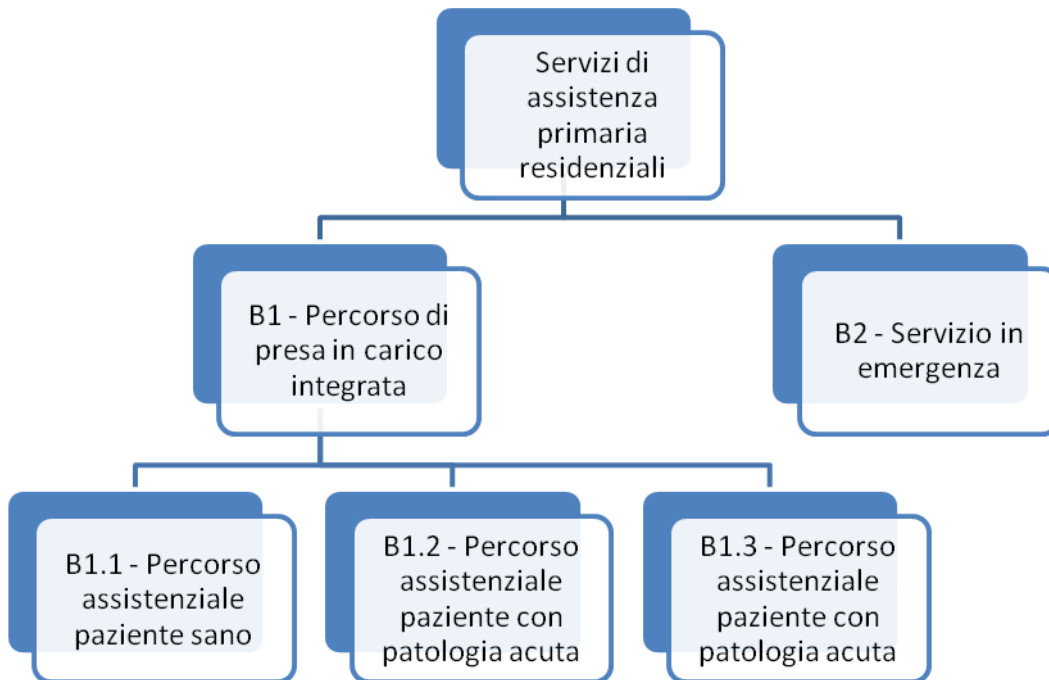 Servizi di
assistenza
primaria
residenziali
B1 - Percorso di
presa in carico
integrata
B2 - Servizio in
emergenza
B1.1 - Percorso
assistenziale
paziente sano
B1.2 - Percorso
assistenziale
paziente con
patologia acuta
B1.3 - Percorso
assistenziale
paziente con
patologia acuta